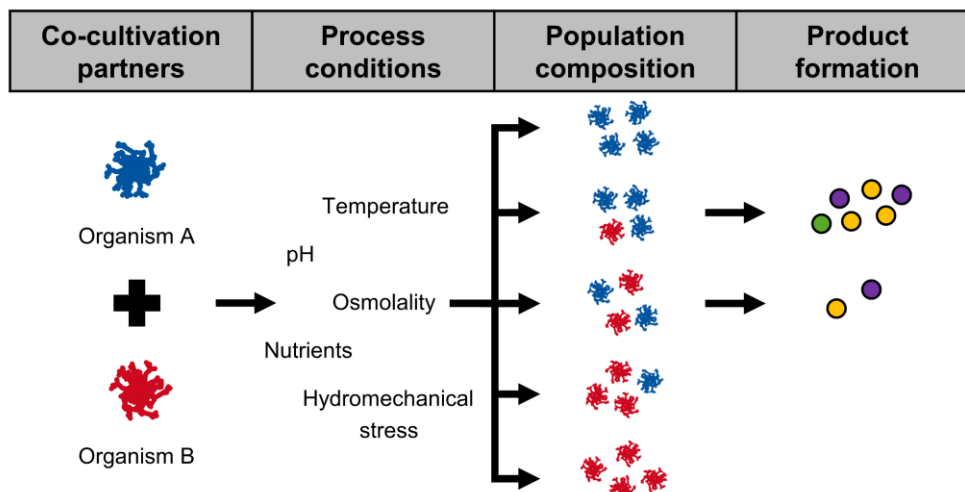 Co-cultivation
partners
Process
conditions
Population
composition
Product
formation
Organism A
Organism B
Temperature
pH
Osmolality
Nutrients
Hydromechanical
stress